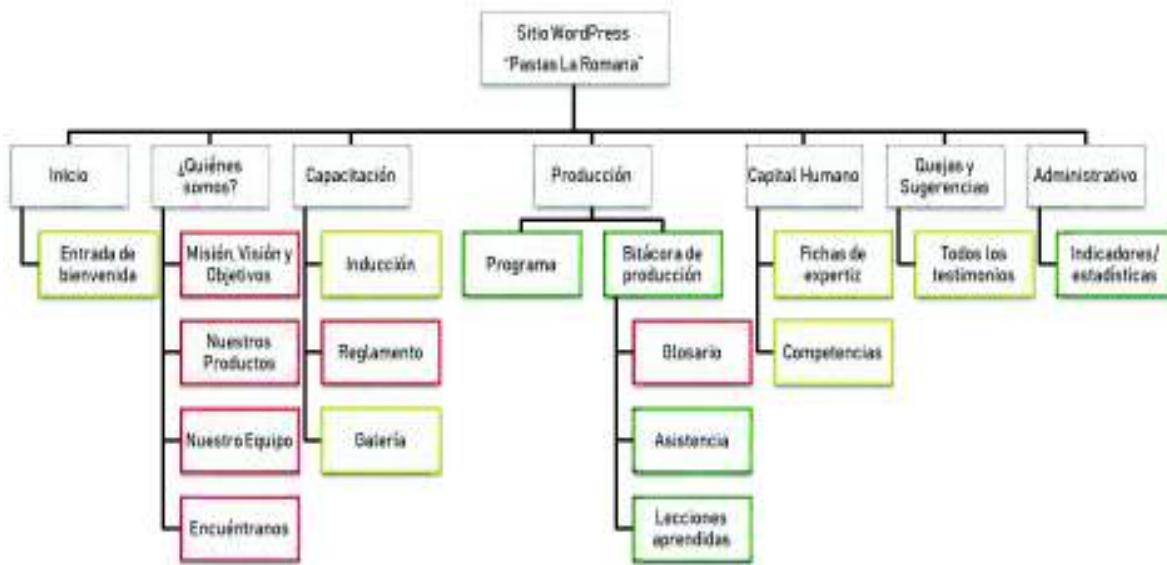 Sitio WordPress
"Pastas La Romana"
Inicio
¿Quiénes
somos?
Capacitación
Producción
Capital Humano
Quejas y
Sugerencias
Administrativo
Entrada de
bienvenida
Misión, Visión y
Objetivos
Inducción
Programa
Bitácora de
producción
Fichas de
expertiz
Todos los
testimonios
Indicadores/
estadísticas
Nuestros
Productos
Reglamento
Glosario
Competencias
Nuestro Equipo
Galería
Asistencia
Encuéntranos
Lecciones
aprendidas